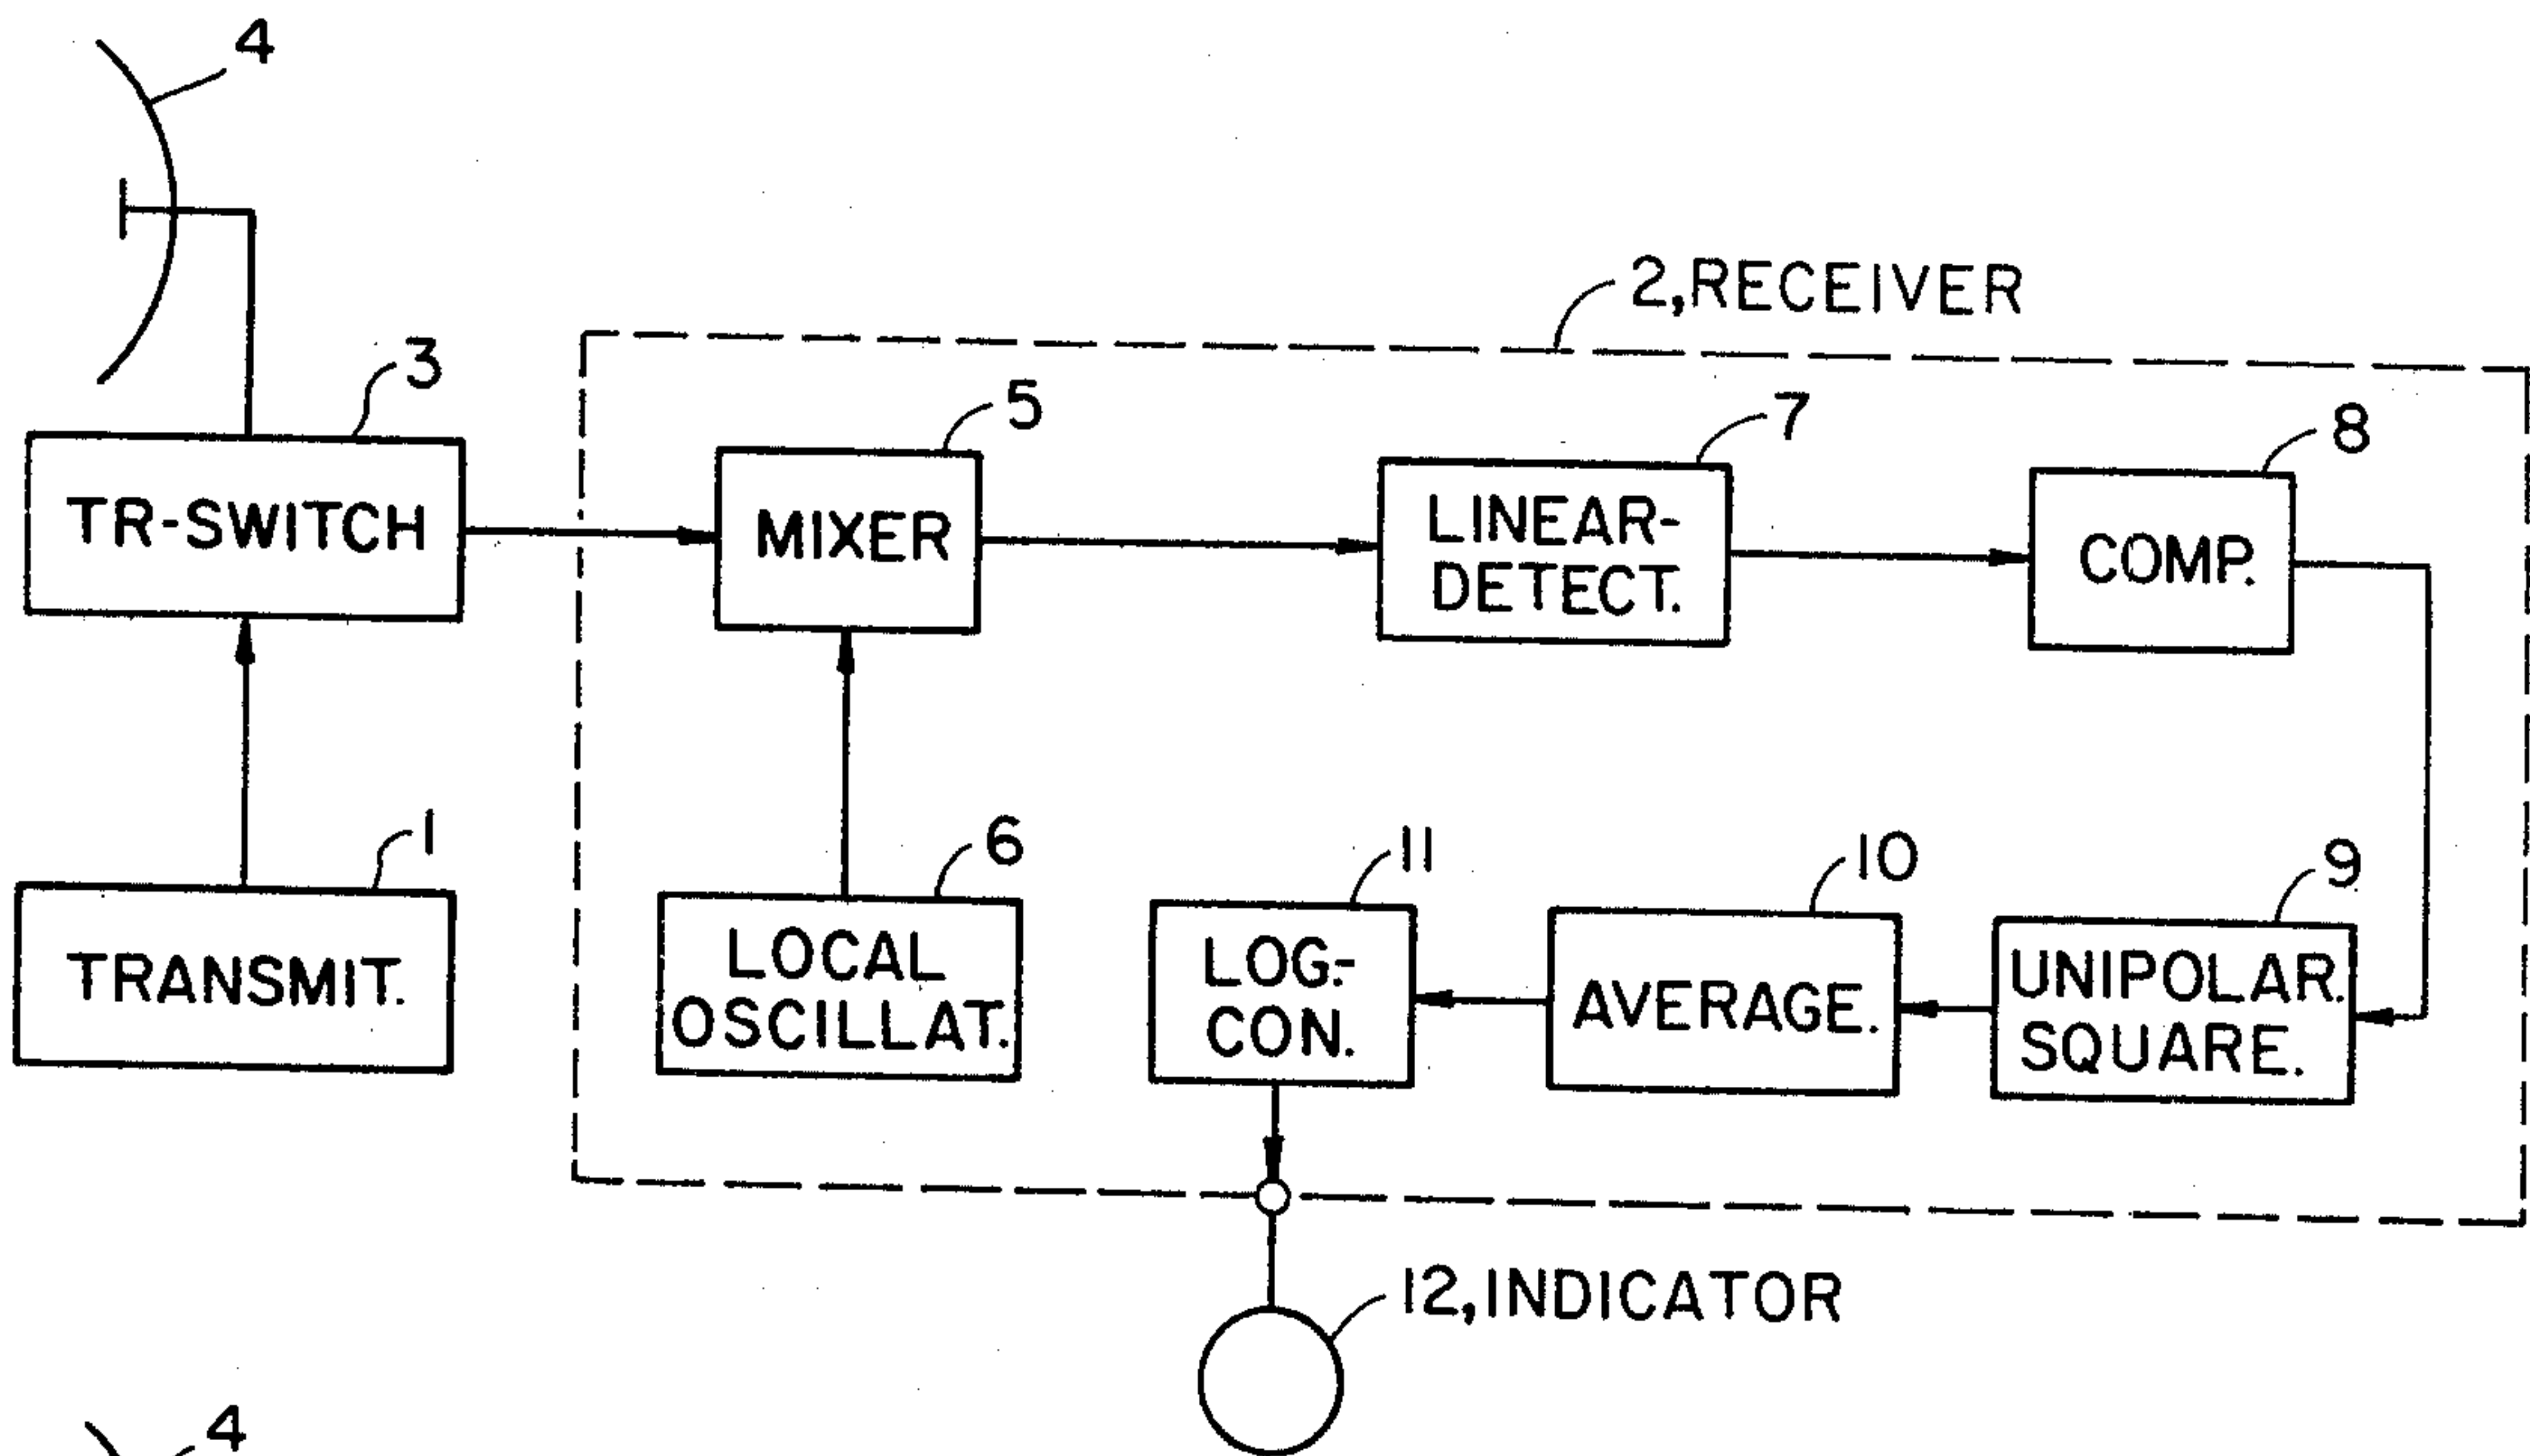 4
2,RECEIVER
3
5
7
8
TR-SWITCH
MIXER
LINEAR-
DETECT.
COMP.
1
6
11
10
9
TRANSMIT.
LOCAL
OSCILLAT.
LOG.-
CON.
AVERAGE.
UNIPOLAR.
SQUARE.
12,INDICATOR
4